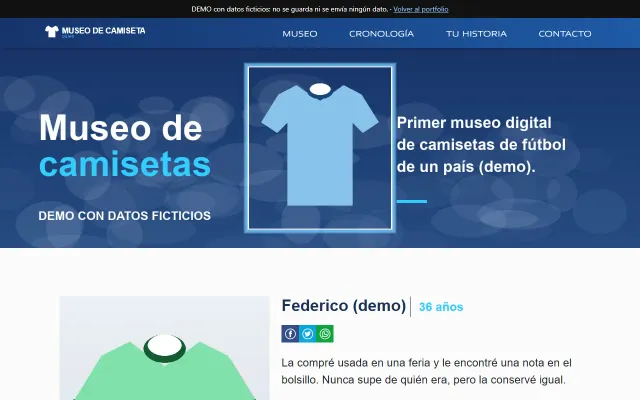 DEMO con datos ficticios: no se guarda ni se envía ningún dato. - Volver al portfolio
MUSEO DE CAMISETA
DEMO
MUSEO
CRONOLOGÍA
TU HISTORIA
CONTACTO
Museo de
camisetas
DEMO CON DATOS FICTICIOS
Primer museo digital
de camisetas de fútbol
de un país (demo).
Federico (demo) 36 años
La compré usada en una feria y le encontré una nota en el
bolsillo. Nunca supe de quién era, pero la conservé igual.